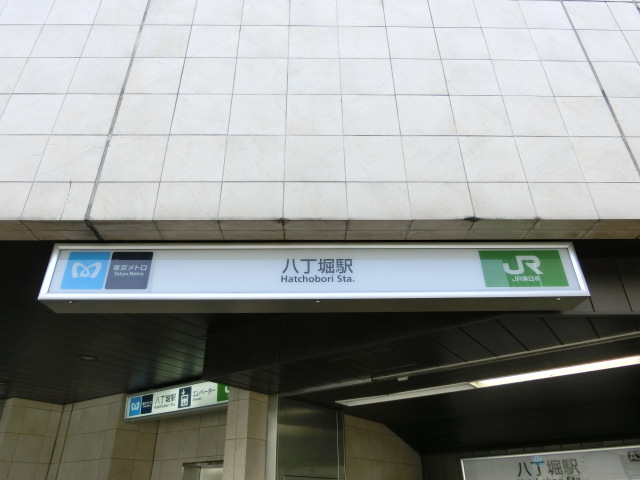 東京メトロ
Tokyo Metro
八丁堀駅
Hatchobori Sta.
JR
JR東日本
八丁堀駅
エレベーター
八丁堀駅